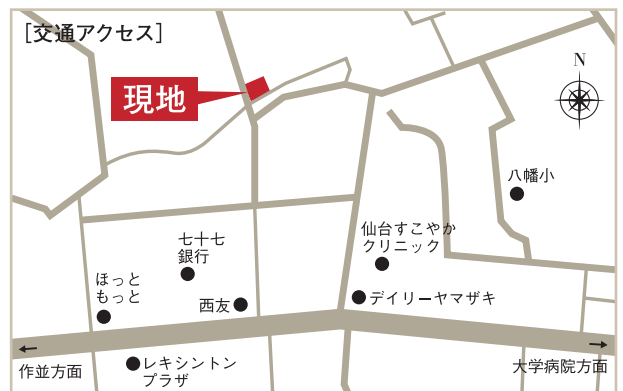 [交通アクセス]
N
現地
八幡小
仙台すこやか
クリニック
七十七
銀行
ほっと
もっと
西友
デイリーヤマザキ
作並方面
レキシントン
プラザ
大学病院方面